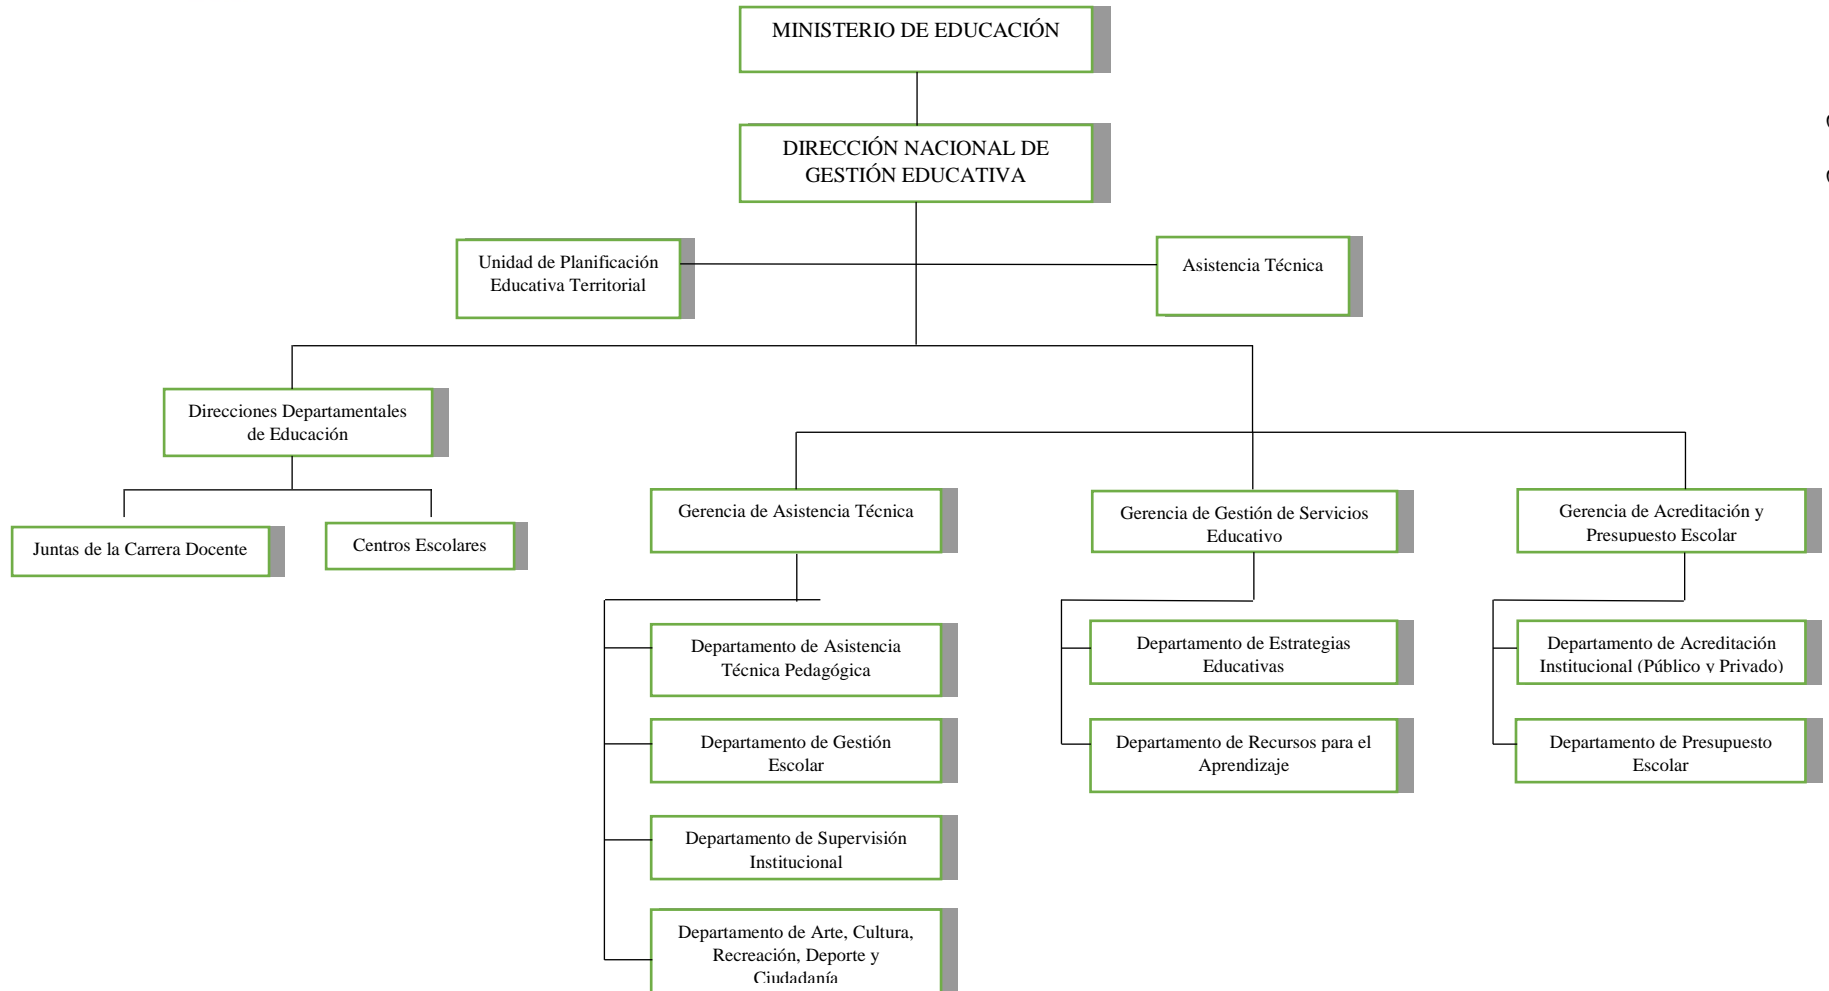 MINISTERIO DE EDUCACIÓN
DIRECCIÓN NACIONAL DE
GESTIÓN EDUCATIVA
Unidad de Planificación
Educativa Territorial
Asistencia Técnica
Direcciones Departamentales
de Educación
Juntas de la Carrera Docente
Centros Escolares
Gerencia de Asistencia Técnica
Gerencia de Gestión de Servicios
Educativo
Gerencia de Acreditación y
Presupuesto Escolar
Departamento de Asistencia
Técnica Pedagógica
Departamento de Gestión
Escolar
Departamento de Supervisión
Institucional
Departamento de Arte, Cultura,
Recreación, Deporte y
Ciudadanía
Departamento de Estrategias
Educativas
Departamento de Recursos para el
Aprendizaje
Departamento de Acreditación
Institucional (Público y Privado)
Departamento de Presupuesto
Escolar